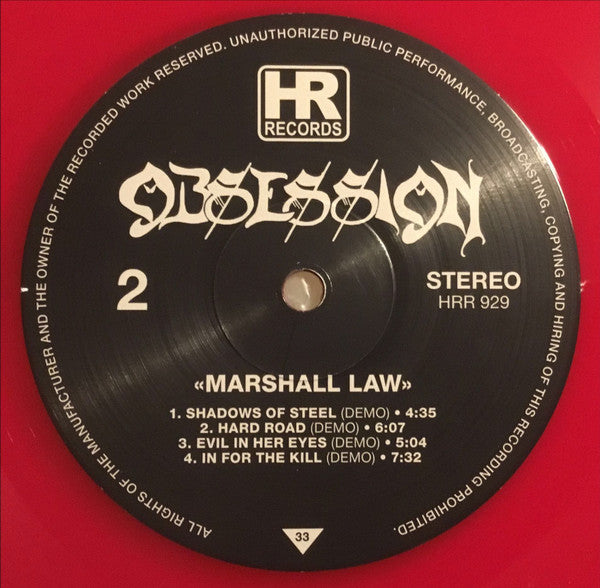 HR
RECORDS
OBSESSION
2
STEREO
HRR 929
«MARSHALL LAW»
1. SHADOWS OF STEEL (DEMO) • 4:35
2. HARD ROAD (DEMO) • 6:07
3. EVIL IN HER EYES (DEMO) • 5:04
4. IN FOR THE KILL (DEMO) • 7:32
33
ALL RIGHTS OF THE MANUFACTURER AND THE OWNER OF THE RECORDED WORK RESERVED. UNAUTHORIZED PUBLIC PERFORMANCE, BROADCASTING, COPYING AND HIRING OF THIS RECORDING PROHIBITED.